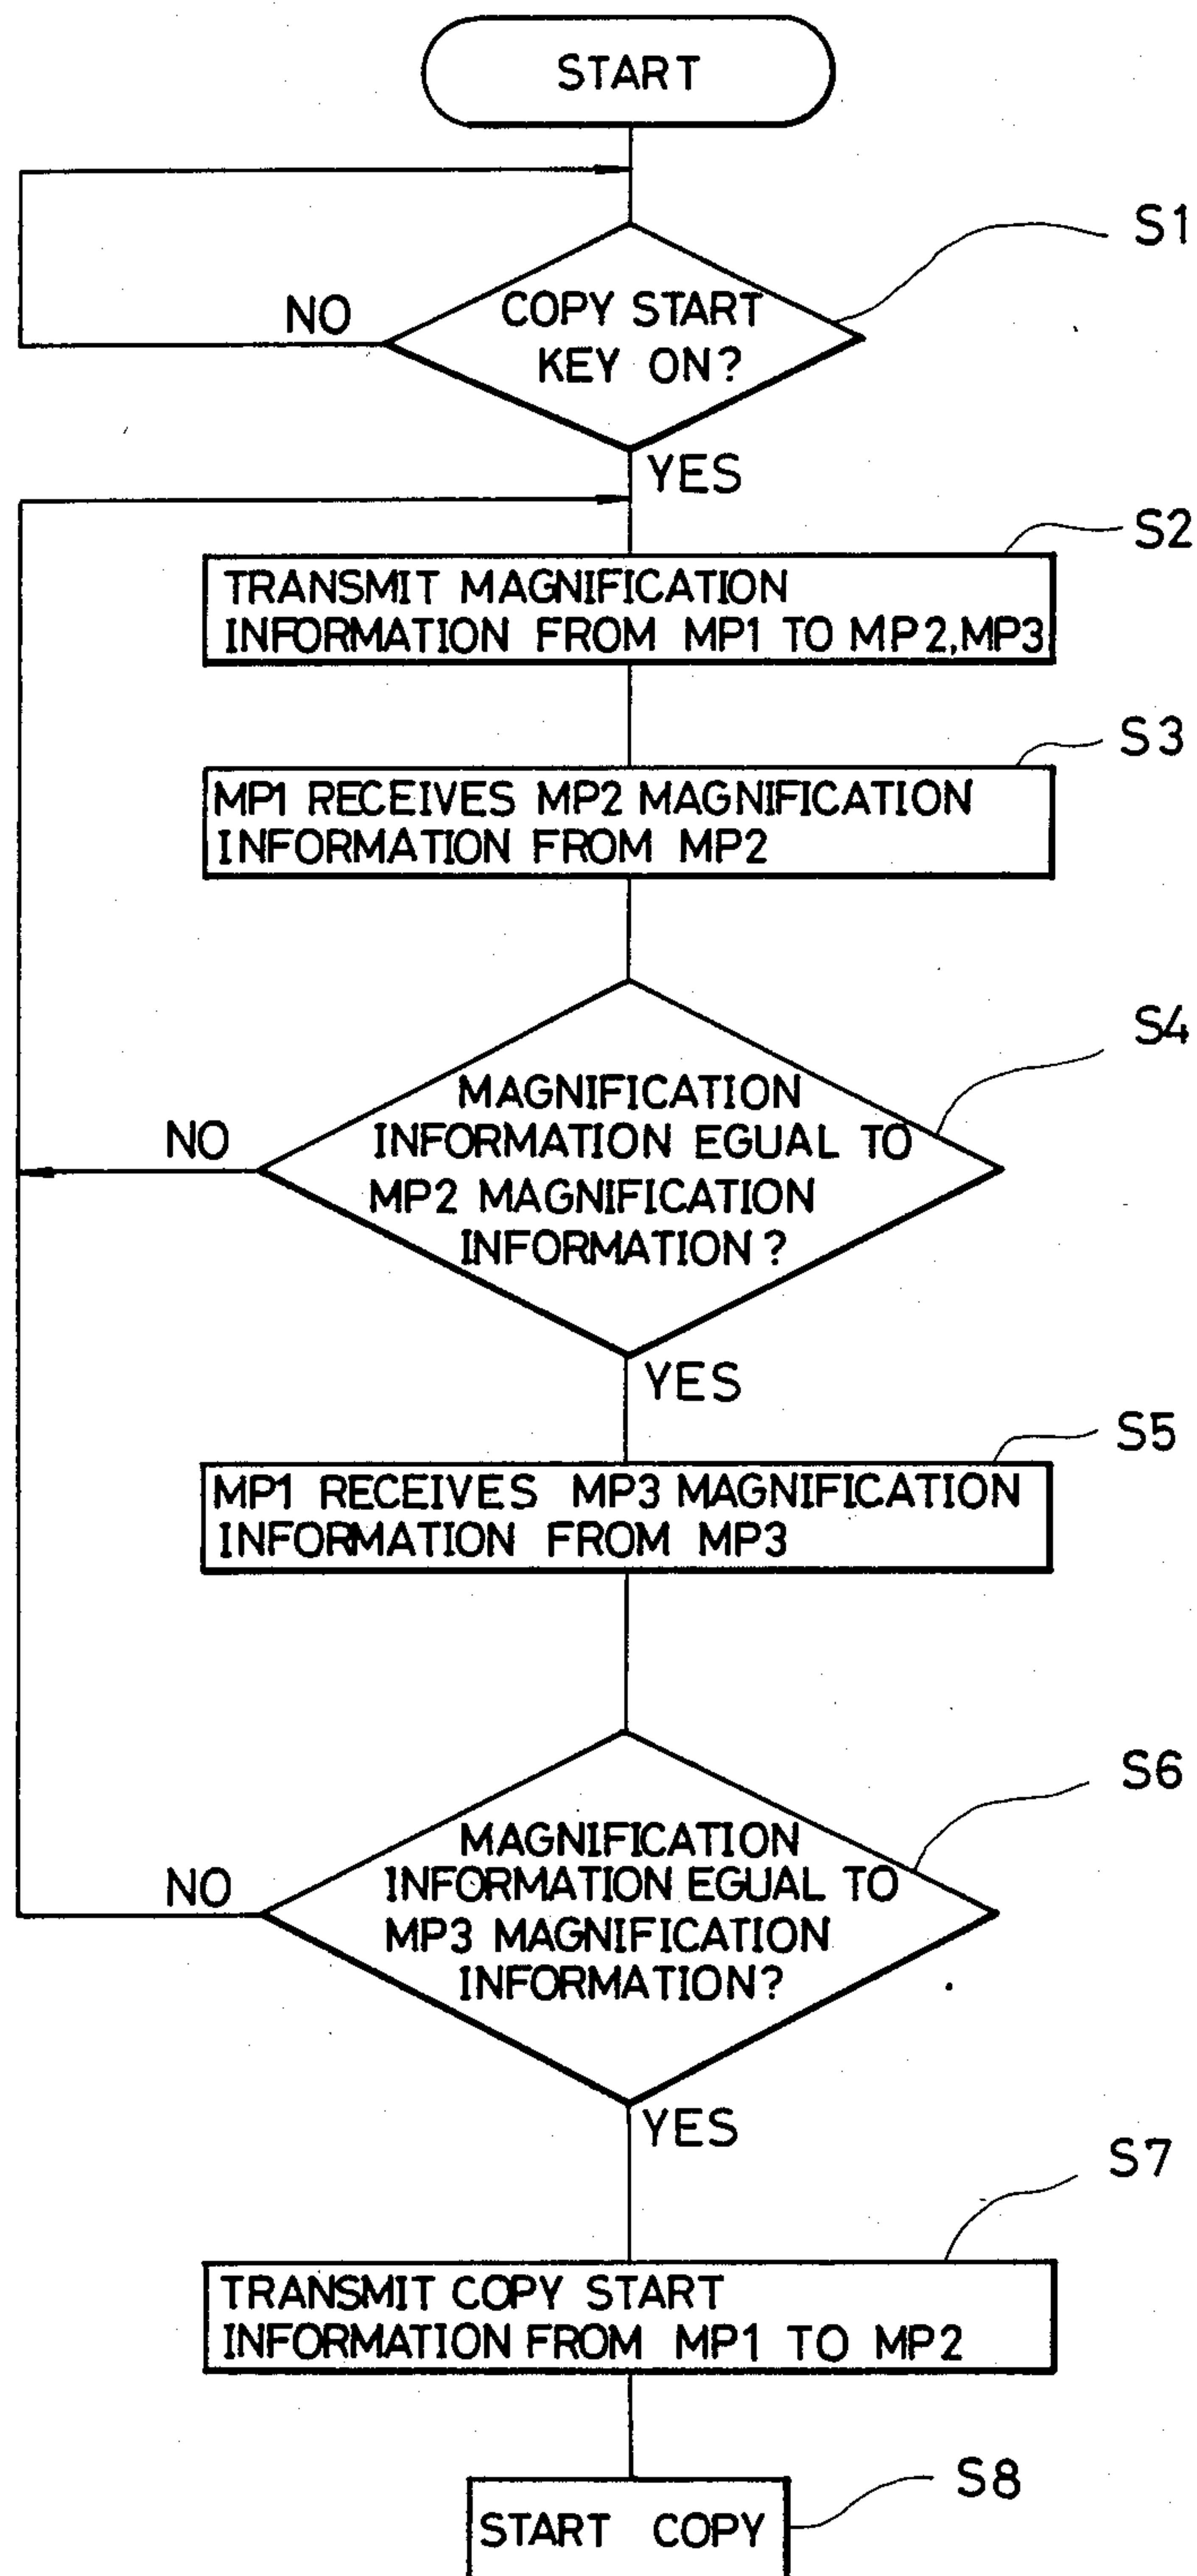 START
S1
COPY START
KEY ON?
NO
YES
S2
TRANSMIT MAGNIFICATION
INFORMATION FROM MP1 TO MP2,MP3
S3
MP1 RECEIVES MP2 MAGNIFICATION
INFORMATION FROM MP2
S4
MAGNIFICATION
INFORMATION EGUAL TO
MP2 MAGNIFICATION
INFORMATION?
NO
YES
S5
MP1 RECEIVES MP3 MAGNIFICATION
INFORMATION FROM MP3
S6
MAGNIFICATION
INFORMATION EGUAL TO
MP3 MAGNIFICATION
INFORMATION?
NO
YES
S7
TRANSMIT COPY START
INFORMATION FROM MP1 TO MP2
S8
START COPY